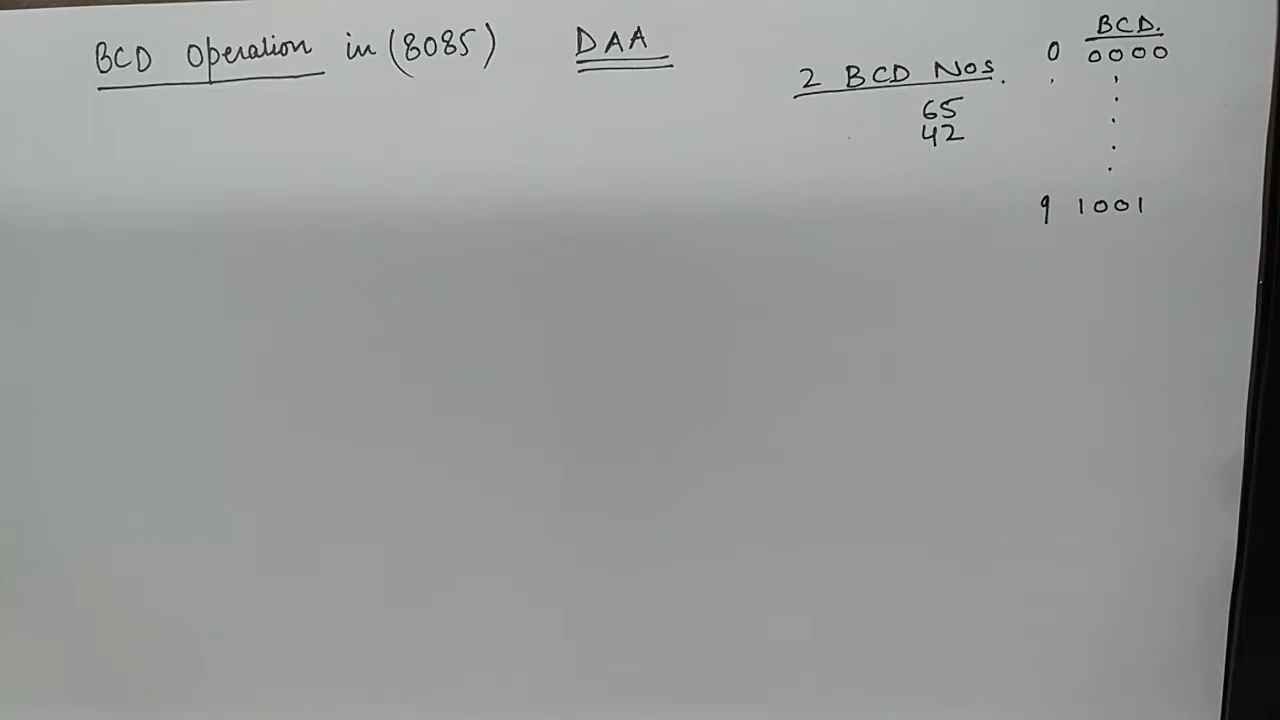 BCD Operation in (8085) DAA
2 BCD Nos.
65
42
BCD.
0 0000
9 1001